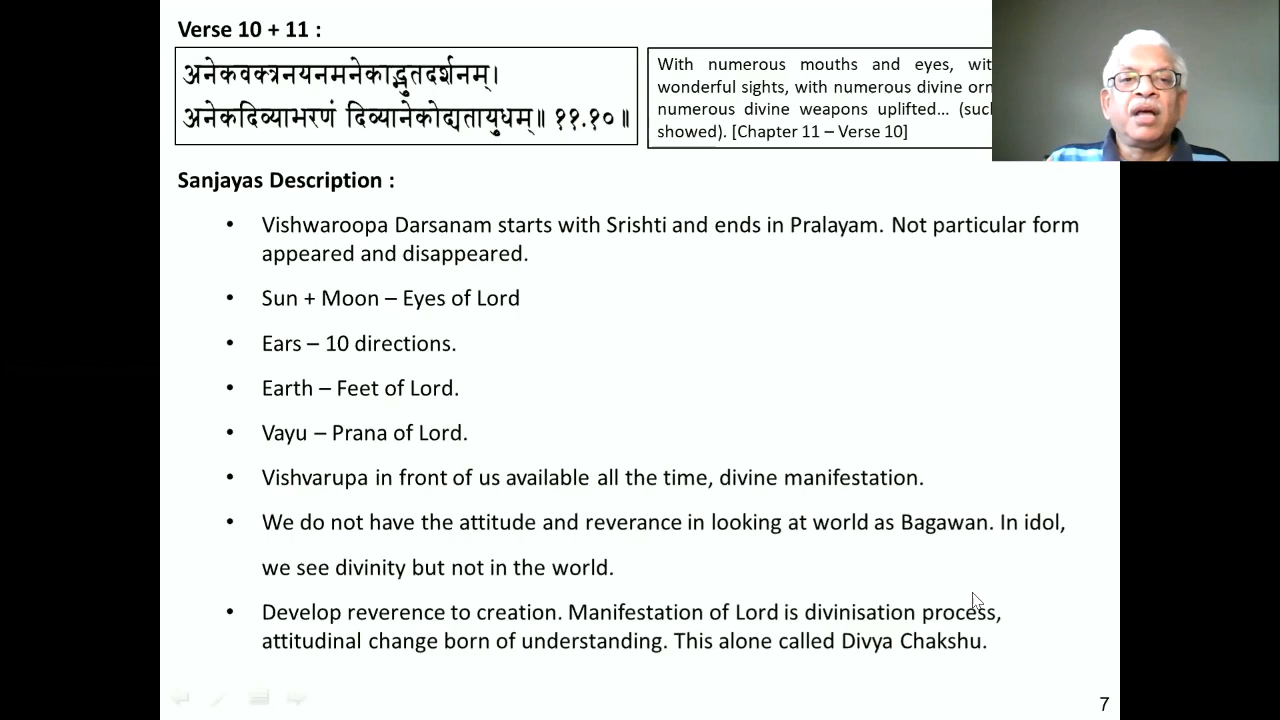 Verse 10 + 11 :
अनेकवक्त्रनयनमनेकाद्भुतदर्शनम्।
अनेकदिव्याभरणं दिव्यानेकोद्यतायुधम्॥ ११.१०॥
With numerous mouths and eyes,
wonderful sights, with numerous divine
numerous divine weapons uplifted…
showed). [Chapter 11 – Verse 10]
Sanjayas Description :
• Vishwaroopa Darsanam starts with Srishti and ends in Pralayam. Not particular form
appeared and disappeared.
• Sun + Moon – Eyes of Lord
• Ears – 10 directions.
• Earth – Feet of Lord.
• Vayu – Prana of Lord.
• Vishvarupa in front of us available all the time, divine manifestation.
• We do not have the attitude and reverance in looking at world as Bagawan. In idol,
we see divinity but not in the world.
• Develop reverence to creation. Manifestation of Lord is divinisation process,
attitudinal change born of understanding. This alone called Divya Chakshu.
7